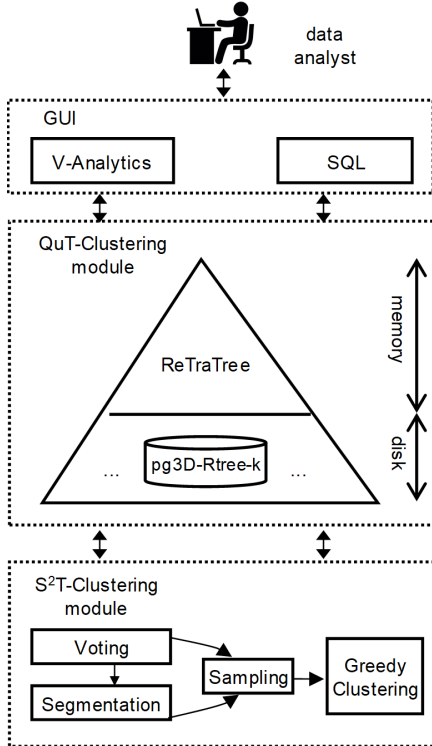 data
analyst
GUI
V-Analytics
SQL
QuT-Clustering
module
ReTraTree
memory
pg3D-Rtree-k
...
...
disk
S²T-Clustering
module
Voting
Segmentation
Sampling
Greedy
Clustering